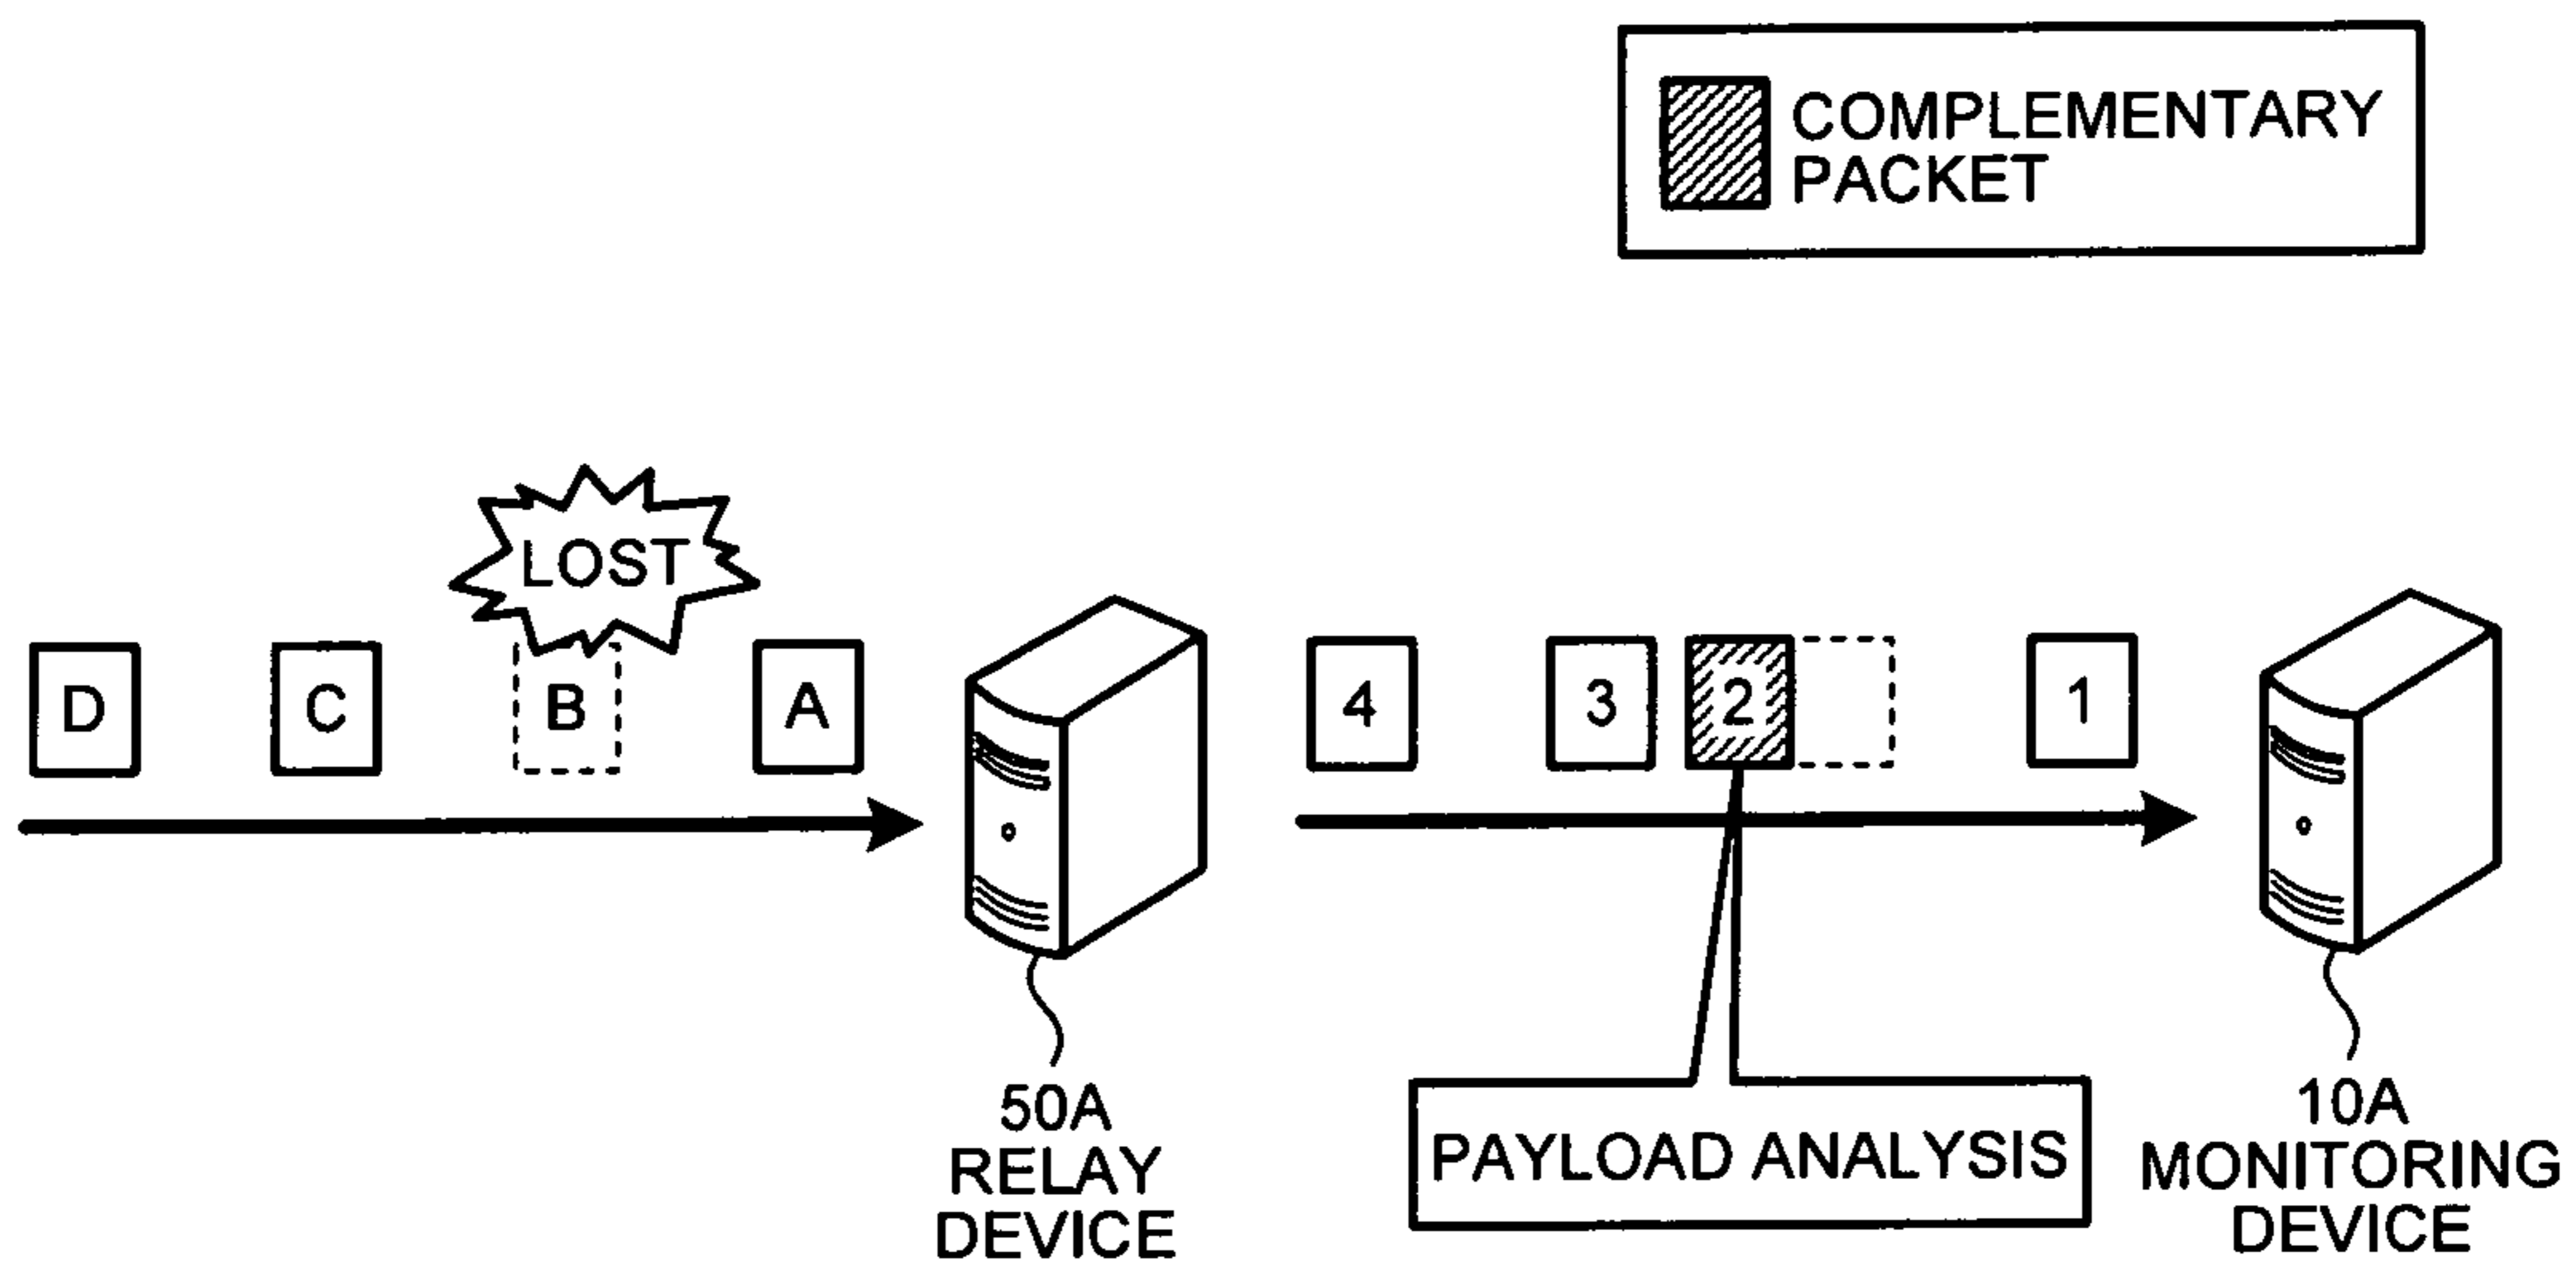 COMPLEMENTARY
PACKET
LOST
D C B A
4 3 2 1
50A
RELAY
DEVICE
PAYLOAD ANALYSIS
10A
MONITORING
DEVICE